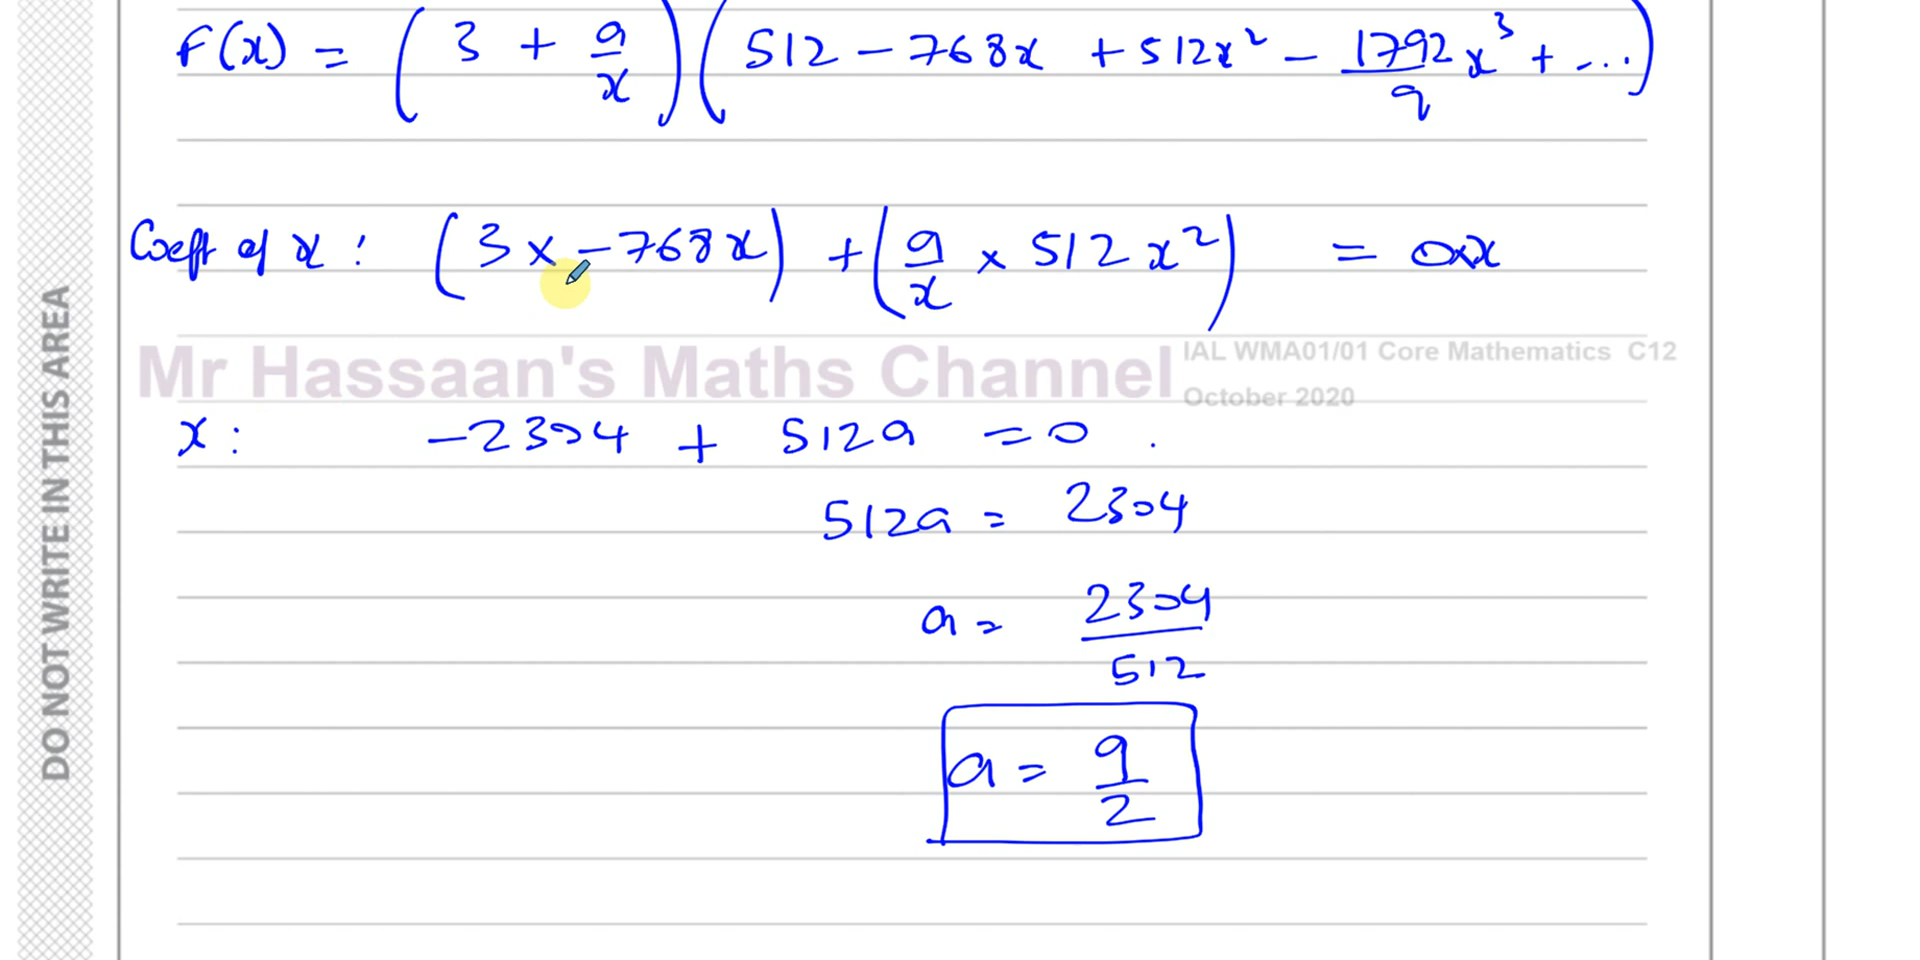 F(x) = (3 + a/x)(512 - 768x + 512x² - 1792/9 x³ + ...)
Coeft of x : (3 x - 768x) + (a/x × 512x²) = 0xx
Mr Hassaan's Maths Channel
IAL WMA01/01 Core Mathematics C12
October 2020
x : -2304 + 512a = 0 .
512a = 2304
a = 2304/512
a = 9/2
DO NOT WRITE IN THIS AREA